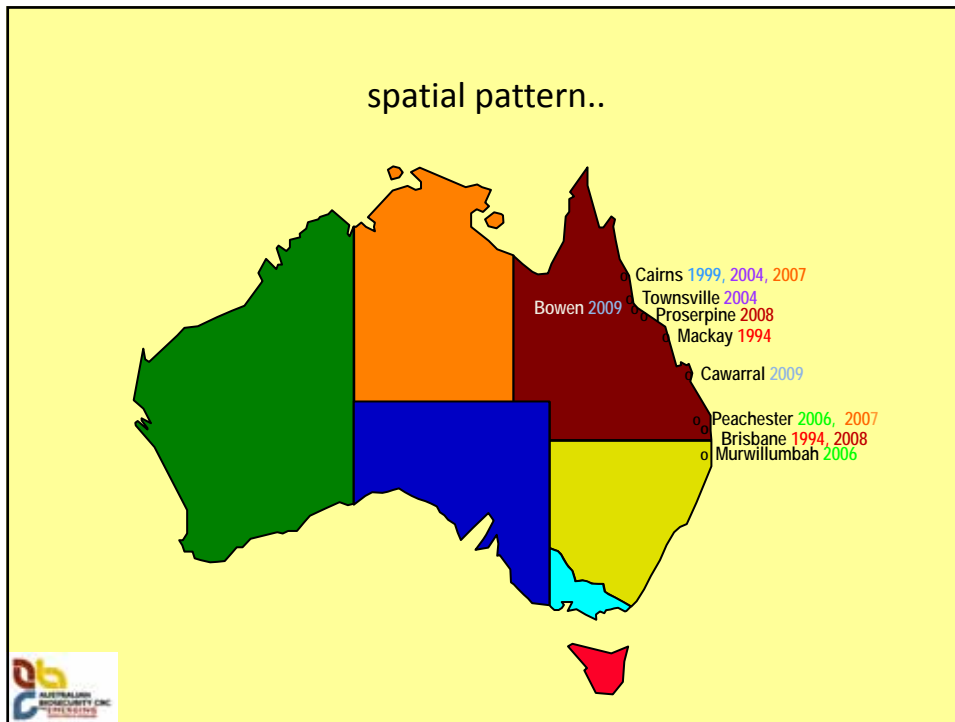 spatial pattern..
Cairns 1999, 2004, 2007
Townsville 2004
Bowen 2009
Proserpine 2008
Mackay 1994
Cawarral 2009
Peachester 2006, 2007
Brisbane 1994, 2008
Murwillumbah 2006
AUSTRALIAN
BIOSECURITY CRC
EMERGING